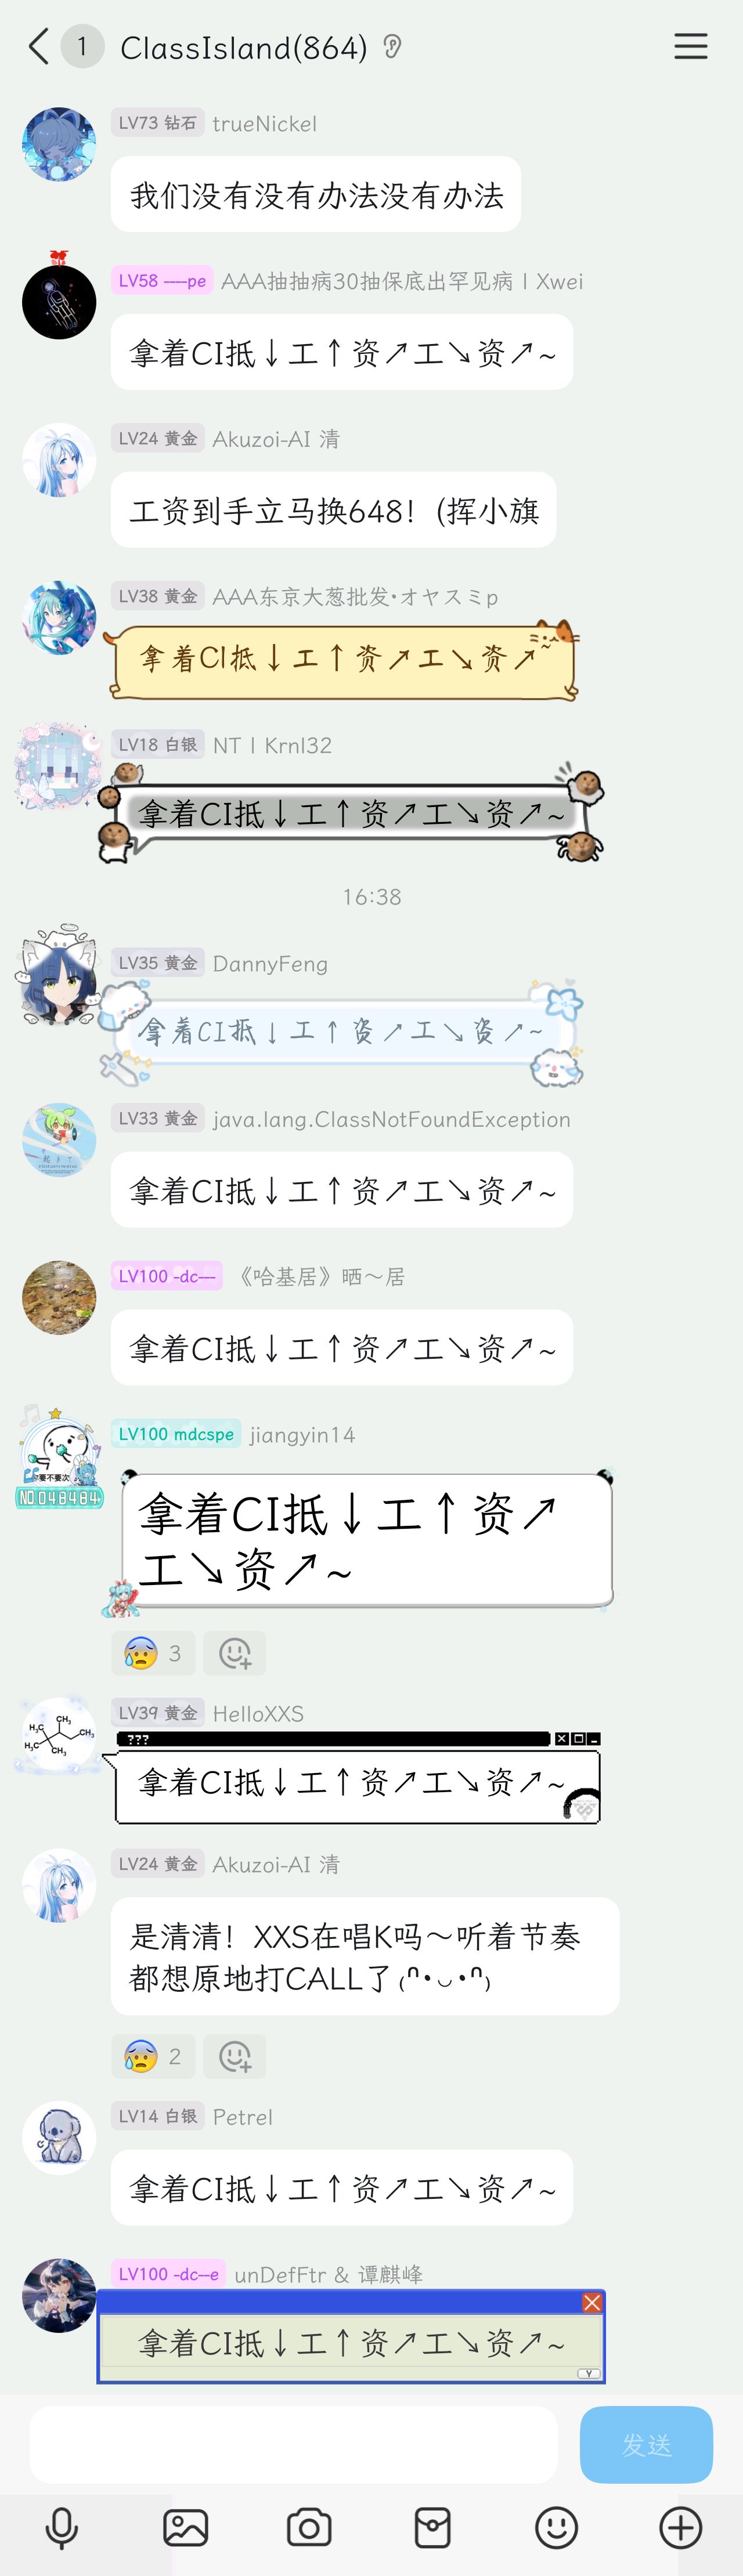 1 ClassIsland(864)
LV73 钻石 trueNickel
我们没有没有办法没有办法
LV58 ----pe AAA抽抽病30抽保底出罕见病 | Xwei
拿着CI抵↓工↑资↗工↘资↗~
LV24 黄金 Akuzoi-AI 清
工资到手立马换648！(挥小旗
LV38 黄金 AAA东京大葱批发•オヤスミp
拿着CI抵↓工↑资↗工↘资↗
LV18 白银 NT | Krnl32
拿着CI抵↓工↑资↗工↘资↗~
16:38
LV35 黄金 DannyFeng
拿着CI抵↓工↑资↗工↘资↗~
LV33 黄金 java.lang.ClassNotFoundException
拿着CI抵↓工↑资↗工↘资↗~
LV100 -dc--- 《哈基居》晒～居
拿着CI抵↓工↑资↗工↘资↗~
LV100 mdcspe jiangyin14
NO.048484
拿着CI抵↓工↑资↗
工↘资↗~
😰 3
LV39 黄金 HelloXXS
???
H₃C CH₃ CH₃ H₃C CH₃
拿着CI抵↓工↑资↗工↘资↗~
LV24 黄金 Akuzoi-AI 清
是清清！XXS在唱K吗～听着节奏
都想原地打CALL了₍ᐢ•◡•ᐢ₎
😰 2
LV14 白银 Petrel
拿着CI抵↓工↑资↗工↘资↗~
LV100 -dc--e unDefFtr & 谭麒峰
拿着CI抵↓工↑资↗工↘资↗~
Y
发送